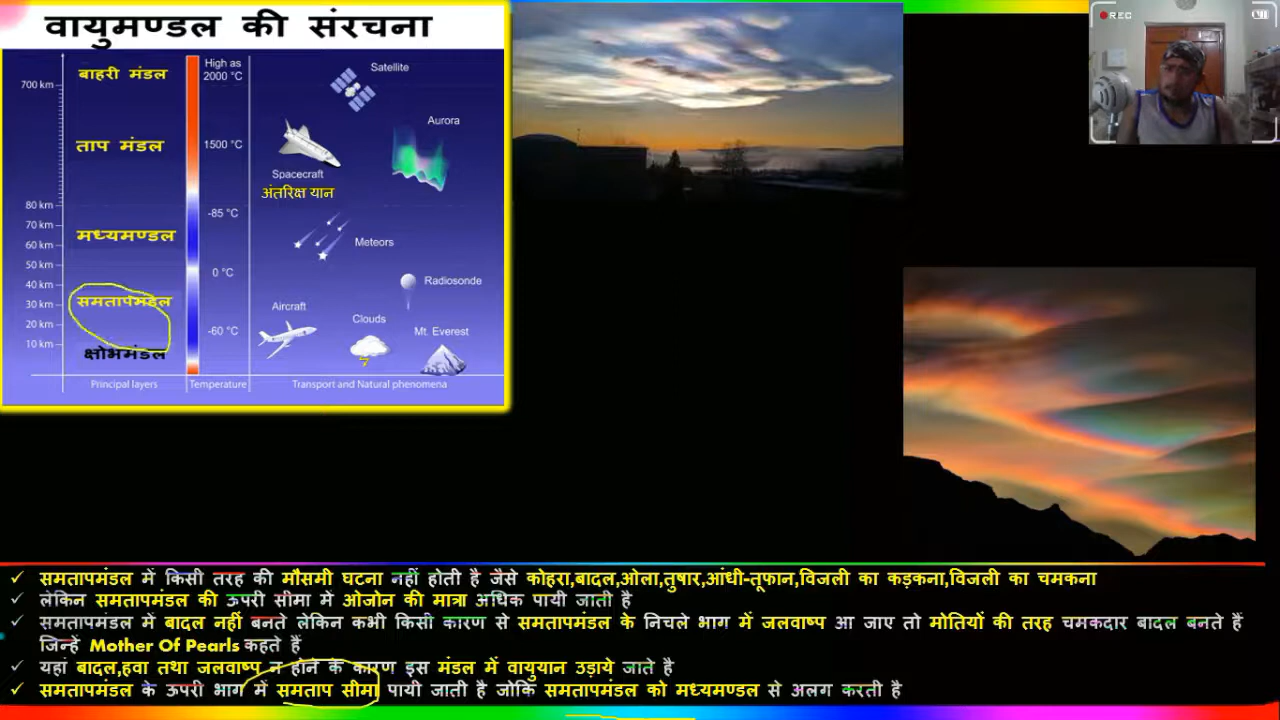 वायुमण्डल की संरचना
REC
High as
2000 °C
Satellite
बाहरी मंडल
700 km
Aurora
ताप मंडल
1500 °C
Spacecraft
अंतरिक्ष यान
80 km
-85 °C
70 km
मध्यमण्डल
60 km
Meteors
50 km
0 °C
40 km
Radiosonde
30 km
समतापमंडल
Aircraft
20 km
-60 °C
Clouds
Mt. Everest
10 km
क्षोभमंडल
Principal layers
Temperature
Transport and Natural phenomena
✓ समतापमंडल में किसी तरह की मौसमी घटना नहीं होती है जैसे कोहरा,बादल,ओला,तुषार,आंधी-तूफान,विजली का कड़कना,विजली का चमकना
✓ लेकिन समतापमंडल की ऊपरी सीमा में ओजोन की मात्रा अधिक पायी जाती है
✓ समतापमंडल में बादल नहीं बनते लेकिन कभी किसी कारण से समतापमंडल के निचले भाग में जलवाष्प आ जाए तो मोतियों की तरह चमकदार बादल बनते हैं
जिन्हें Mother Of Pearls कहते हैं
✓ यहां बादल,हवा तथा जलवाष्प न होने के कारण इस मंडल में वायुयान उड़ाये जाते है
✓ समतापमंडल के ऊपरी भाग में समताप सीमा पायी जाती है जोकि समतापमंडल को मध्यमण्डल से अलग करती है